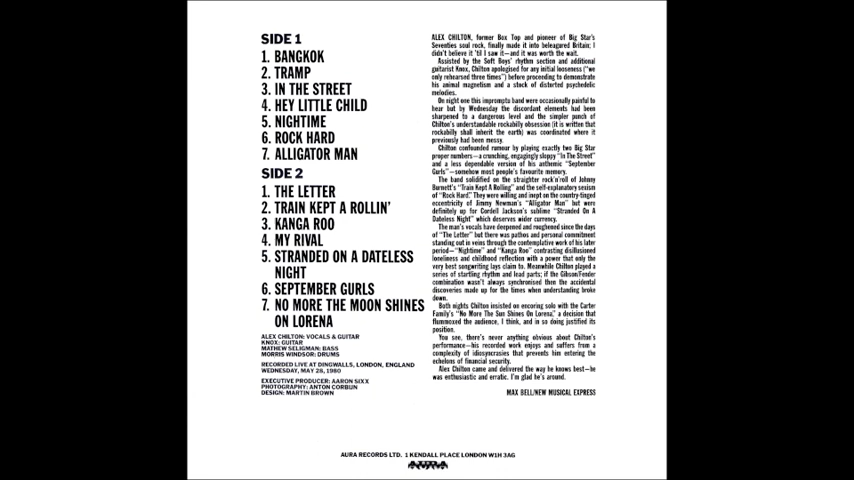 SIDE 1
1. BANGKOK
2. TRAMP
3. IN THE STREET
4. HEY LITTLE CHILD
5. NIGHTIME
6. ROCK HARD
7. ALLIGATOR MAN
SIDE 2
1. THE LETTER
2. TRAIN KEPT A ROLLIN'
3. KANGA ROO
4. MY RIVAL
5. STRANDED ON A DATELESS
NIGHT
6. SEPTEMBER GURLS
7. NO MORE THE MOON SHINES
ON LORENA
ALEX CHILTON: VOCALS & GUITAR
KNOX: GUITAR
MATHEW SELIGMAN: BASS
MORRIS WINDSOR: DRUMS
RECORDED LIVE AT DINGWALLS, LONDON, ENGLAND
WEDNESDAY, MAY 28, 1980
EXECUTIVE PRODUCER: AARON SIXX
PHOTOGRAPHY: ANTON CORBIJN
DESIGN: MARTIN BROWN
ALEX CHILTON, former Box Top and pioneer of Big Star's
Seventies soul rock, finally made it into beleagured Britain; I
didn't believe it 'til I saw it—and it was worth the wait.
Assisted by the Soft Boys' rhythm section and additional
guitarist Knox, Chilton apologised for any initial looseness ("we
only rehearsed three times") before proceeding to demonstrate
his animal magnetism and a stock of distorted psychedelic
melodies.
On night one this impromptu band were occasionally painful to
hear but by Wednesday the discordant elements had been
sharpened to a dangerous level and the simpler punch of
Chilton's understandable rockabilly obsession (it is written that
rockabilly shall inherit the earth) was coordinated where it
previously had been messy.
Chilton confounded rumour by playing exactly two Big Star
proper numbers—a crunching, engagingly sloppy "In The Street"
and a less dependable version of his anthemic "September
Gurls"—somehow most people's favourite memory.
The band solidified on the straighter rock'n'roll of Johnny
Burnett's "Train Kept A Rolling" and the self-explanatory sexism
of "Rock Hard." They were willing and inept on the country-tinged
eccentricity of Jimmy Newman's "Alligator Man" but were
definitely up for Cordell Jackson's sublime "Stranded On A
Dateless Night" which deserves wider currency.
The man's vocals have deepened and roughened since the days
of "The Letter" but there was pathos and personal commitment
standing out in veins through the contemplative work of his later
period—"Nightime" and "Kanga Roo" contrasting disillusioned
loneliness and childhood reflection with a power that only the
very best songwriting lays claim to. Meanwhile Chilton played a
series of startling rhythm and lead parts; if the Gibson/Fender
combination wasn't always synchronised then the accidental
discoveries made up for the times when understanding broke
down.
Both nights Chilton insisted on encoring solo with the Carter
Family's "No More The Sun Shines On Lorena," a decision that
flummoxed the audience, I think, and in so doing justified its
position.
You see, there's never anything obvious about Chilton's
performance—his recorded work enjoys and suffers from a
complexity of idiosyncrasies that prevents him entering the
echelons of financial security.
Alex Chilton came and delivered the way he knows best—he
was enthusiastic and erratic. I'm glad he's around.
MAX BELL/NEW MUSICAL EXPRESS
AURA RECORDS LTD. 1 KENDALL PLACE LONDON W1H 3AG
AURA